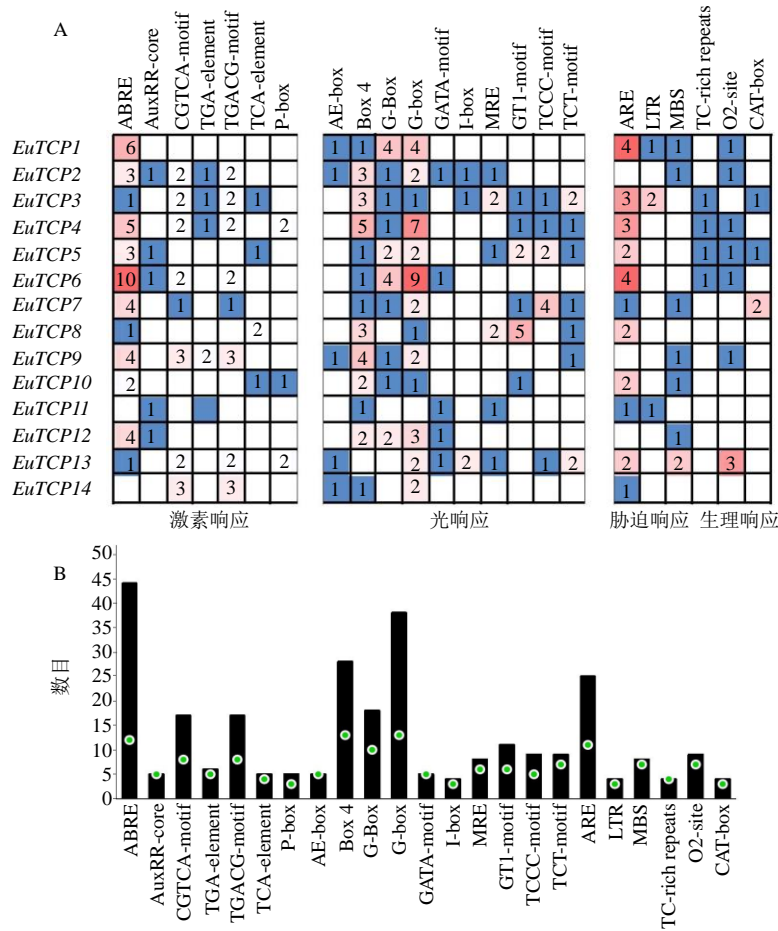 A
ABRE
AuxRR-core
CGTCA-motif
TGA-element
TGACG-motif
TCA-element
P-box
AE-box
Box 4
G-Box
G-box
GATA-motif
I-box
MRE
GT1-motif
TCCC-motif
TCT-motif
ARE
LTR
MBS
TC-rich repeats
O2-site
CAT-box
EuTCP1 6 1 1 4 4 4 1 1 1
EuTCP2 3 1 2 1 2 1 3 1 2 1 1 1 1 1
EuTCP3 1 2 1 2 1 3 1 1 1 2 1 1 2 3 2 1 1
EuTCP4 5 2 1 2 2 5 1 7 1 1 1 3 1 1
EuTCP5 3 1 1 1 2 2 1 2 2 1 2 1 1 1
EuTCP6 10 1 2 2 1 4 9 1 4 1 1
EuTCP7 4 1 1 1 1 2 1 4 1 1 1 2
EuTCP8 1 2 3 1 2 5 1 2
EuTCP9 4 3 2 3 1 4 1 2 1 1 1
EuTCP10 2 1 1 2 1 1 1 2 1
EuTCP11 1 1 1 1 1 1
EuTCP12 4 1 2 2 3 1 1
EuTCP13 1 2 2 2 1 2 1 2 1 1 2 2 2 3
EuTCP14 3 3 1 1 2 1
激素响应 光响应 胁迫响应 生理响应
B
数目
50
45
40
35
30
25
20
15
10
5
0
ABRE
AuxRR-core
CGTCA-motif
TGA-element
TGACG-motif
TCA-element
P-box
AE-box
Box 4
G-Box
G-box
GATA-motif
I-box
MRE
GT1-motif
TCCC-motif
TCT-motif
ARE
LTR
MBS
TC-rich repeats
O2-site
CAT-box